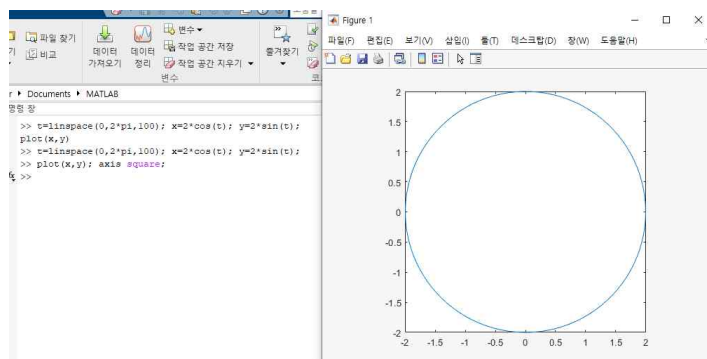 파일 찾기
비교
데이터 가져오기
데이터 정리
변수
작업 공간 저장
작업 공간 지우기
변수
즐겨찾기
코
r ▸ Documents ▸ MATLAB
명령 창
>> t=linspace(0,2*pi,100); x=2*cos(t); y=2*sin(t);
plot(x,y)
>> t=linspace(0,2*pi,100); x=2*cos(t); y=2*sin(t);
>> plot(x,y); axis square;
>>
Figure 1
파일(F) 편집(E) 보기(V) 삽입(I) 툴(T) 데스크탑(D) 창(W) 도움말(H)
2
1.5
1
0.5
0
-0.5
-1
-1.5
-2
-2 -1.5 -1 -0.5 0 0.5 1 1.5 2